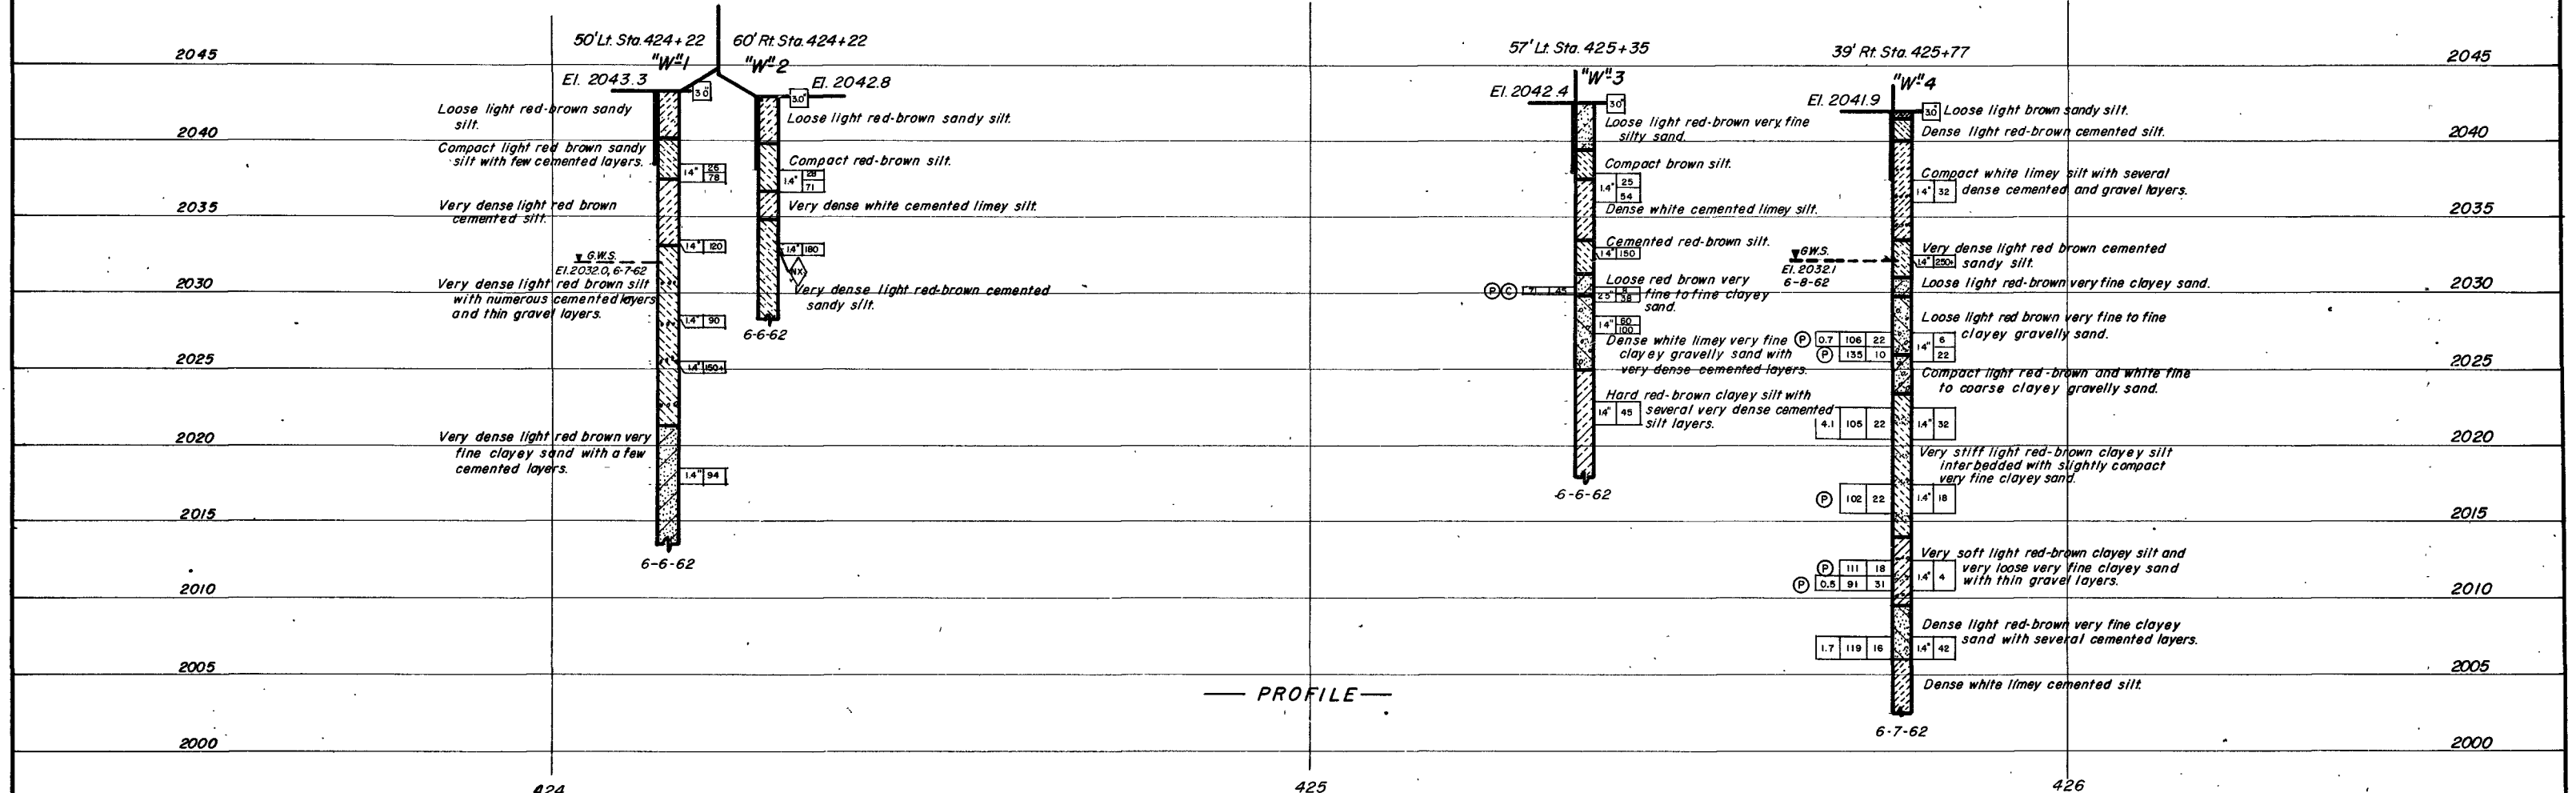 50' Lt. Sta. 424+22
60' Rt. Sta. 424+22
57' Lt. Sta. 425+35
39' Rt. Sta. 425+77
2045
"W"-1
"W"-2
"W"-3
"W"-4
2045
El. 2043.3
3.0"
El. 2042.8
3.0"
El. 2042.4
3.0"
El. 2041.9
3.0"
Loose light red-brown sandy
silt.
Compact light red brown sandy
silt with few cemented layers.
1.4" 78
Very dense light red brown
cemented silt.
1.4" 120
G.W.S.
El. 2032.0, 6-7-62
Very dense light red brown silt
with numerous cemented layers
and thin gravel layers.
1.4" 90
1.4" 150+
Very dense light red brown very
fine clayey sand with a few
cemented layers.
1.4" 94
6-6-62
Loose light red-brown sandy silt.
Compact red-brown silt.
1.4" 28
71
Very dense white cemented limey silt.
1.4" 180
NX
Very dense light red-brown cemented
sandy silt.
6-6-62
Loose light red-brown very fine
silty sand.
Compact brown silt.
1.4" 25
54
Dense white cemented limey silt.
Cemented red-brown silt.
1.4" 150
Loose red brown very
fine to fine clayey
sand.
P C
2.5" 38
1.4" 60
100
Dense white limey very fine
clayey gravelly sand with
very dense cemented layers.
Hard red-brown clayey silt with
several very dense cemented
silt layers.
1.4" 45
6-6-62
Loose light brown sandy silt.
Dense light red-brown cemented silt.
Compact white limey silt with several
dense cemented and gravel layers.
1.4" 32
Very dense light red brown cemented
sandy silt.
1.4" 250+
G.W.S.
El. 2032.1
6-8-62
Loose light red-brown very fine clayey sand.
Loose light red brown very fine to fine
clayey gravelly sand.
P 0.7 106 22
P 135 10
1.4" 6
22
Compact light red-brown and white fine
to coarse clayey gravelly sand.
4.1 105 22
1.4" 32
Very stiff light red-brown clayey silt
interbedded with slightly compact
very fine clayey sand.
P 102 22
1.4" 18
Very soft light red-brown clayey silt and
very loose very fine clayey sand
with thin gravel layers.
P 111 18
P 0.5 91 31
1.4" 4
Dense light red-brown very fine clayey
sand with several cemented layers.
1.7 119 16
1.4" 42
Dense white limey cemented silt.
6-7-62
2040
2040
2035
2035
2030
2030
2025
2025
2020
2020
2015
2015
2010
2010
2005
2005
PROFILE
2000
2000
424
425
426